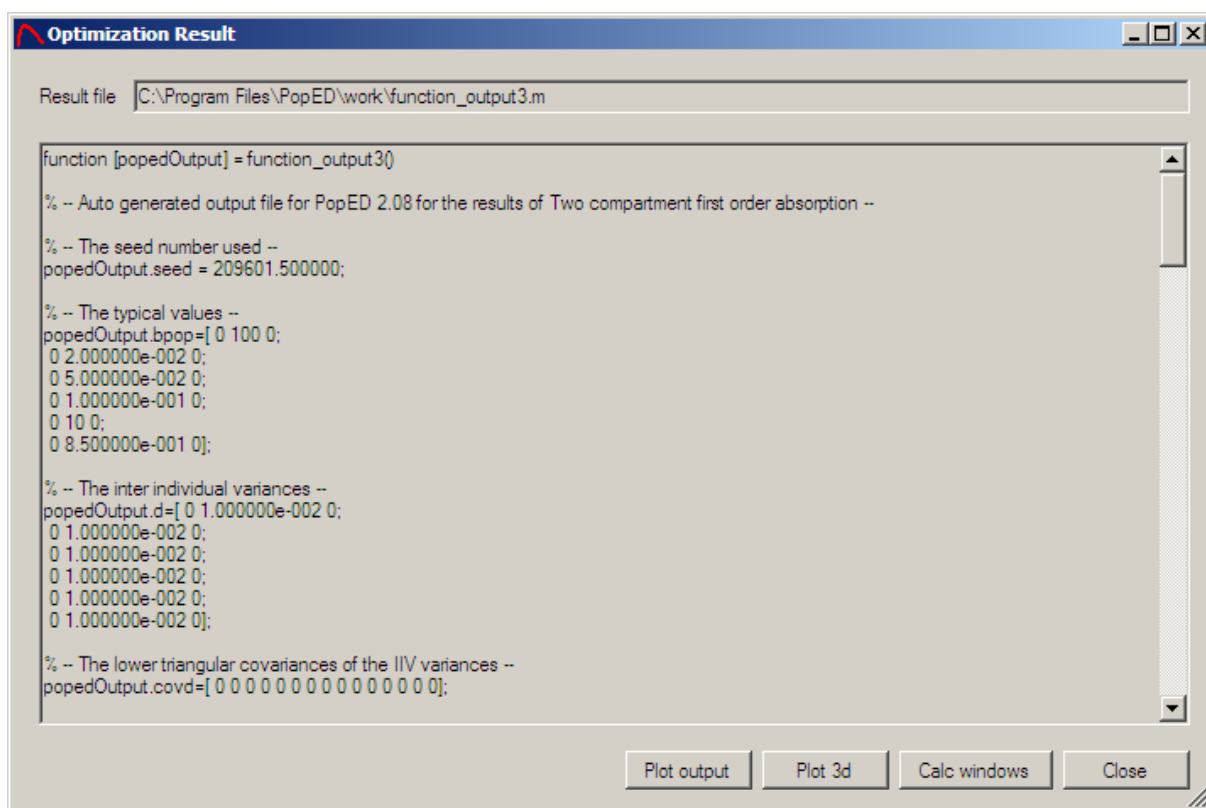 Optimization Result
Result file C:\Program Files\PopED\work\function_output3.m
function [popedOutput] = function_output3()
% -- Auto generated output file for PopED 2.08 for the results of Two compartment first order absorption --
% -- The seed number used --
popedOutput.seed = 209601.500000;
% -- The typical values --
popedOutput.bpop=[ 0 100 0;
0 2.000000e-002 0;
0 5.000000e-002 0;
0 1.000000e-001 0;
0 10 0;
0 8.500000e-001 0];
% -- The inter individual variances --
popedOutput.d=[ 0 1.000000e-002 0;
0 1.000000e-002 0;
0 1.000000e-002 0;
0 1.000000e-002 0;
0 1.000000e-002 0;
0 1.000000e-002 0];
% -- The lower triangular covariances of the IIV variances --
popedOutput.covd=[ 0 0 0 0 0 0 0 0 0 0 0 0 0 0 0];
Plot output Plot 3d Calc windows Close